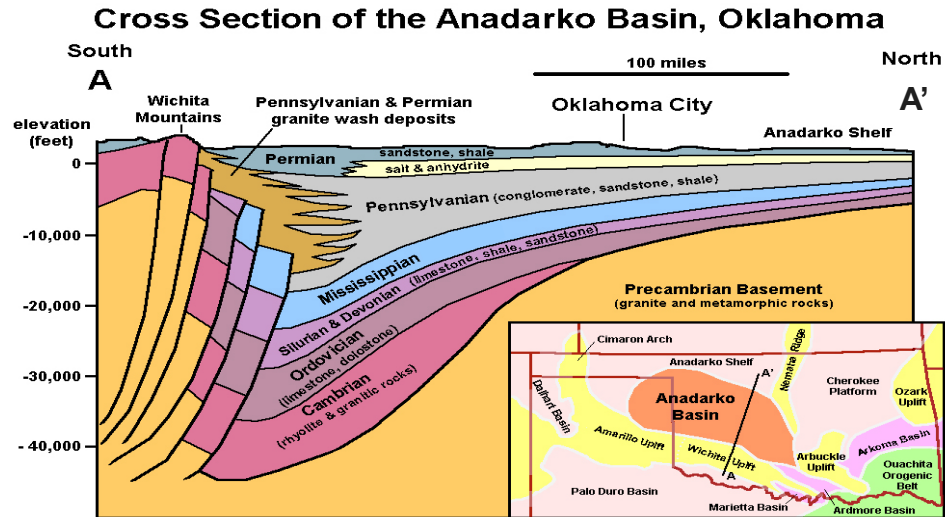 Cross Section of the Anadarko Basin, Oklahoma
South
North
A
A'
100 miles
Wichita
Mountains
Pennsylvanian & Permian
granite wash deposits
Oklahoma City
Anadarko Shelf
elevation
(feet)
0
-10,000
-20,000
-30,000
-40,000
Permian
sandstone, shale
salt & anhydrite
Pennsylvanian (conglomerate, sandstone, shale)
Mississippian
Silurian & Devonian (limestone, shale, sandstone)
Ordovician
(limestone, dolostone)
Cambrian
(rhyolite & granitic rocks)
Precambrian Basement
(granite and metamorphic rocks)
Cimaron Arch
Anadarko Shelf
Nemaha Ridge
A'
Dalhart Basin
Anadarko
Basin
Cherokee
Platform
Ozark
Uplift
Amarillo Uplift
Wichita Uplift
A
Arbuckle
Uplift
Arkoma Basin
Ouachita
Orogenic
Belt
Palo Duro Basin
Marietta Basin
Ardmore Basin